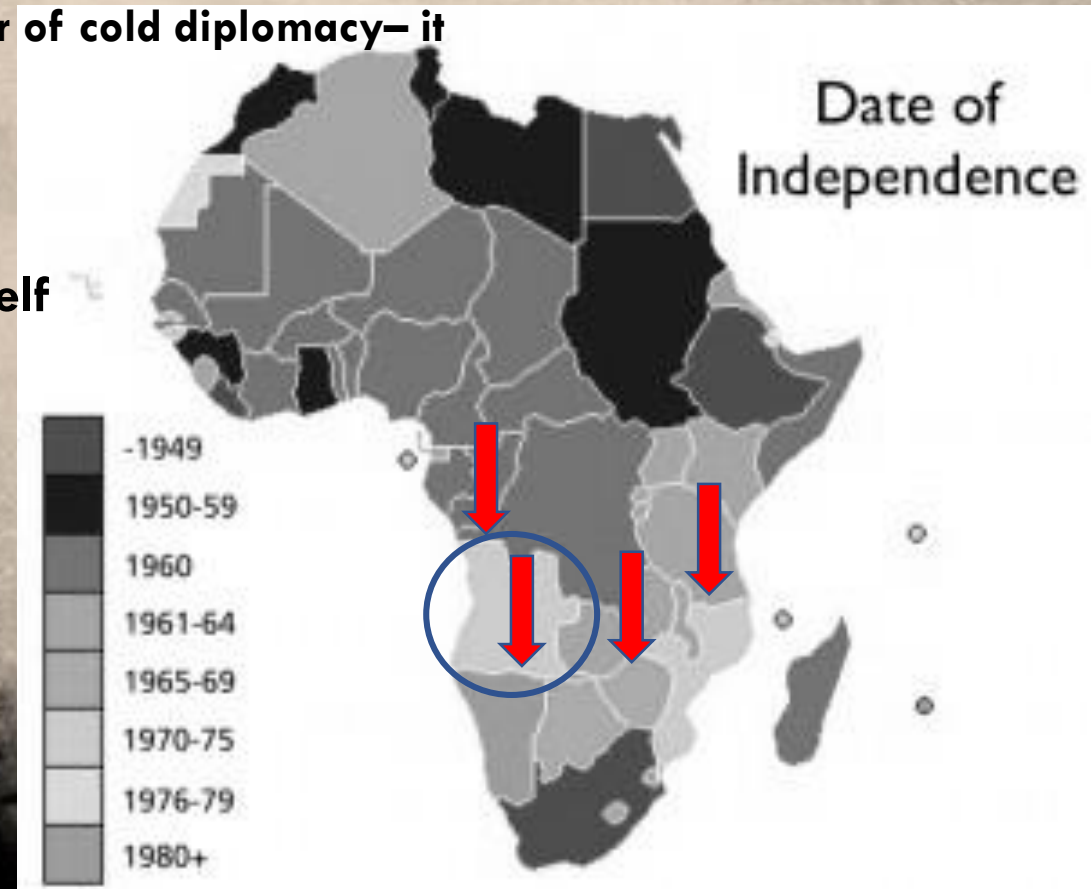 r of cold diplomacy– it
Date of
Independence
elf
-1949
1950-59
1960
1961-64
1965-69
1970-75
1976-79
1980+